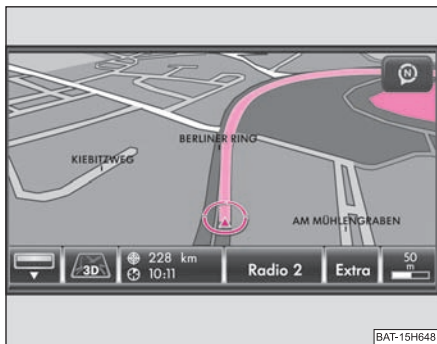 N
BERLINER RING
KIEBITZWEG
AM MÜHLENGRABEN
3D
228 km
10:11
Radio 2
Extra
50
m
BAT-15H648